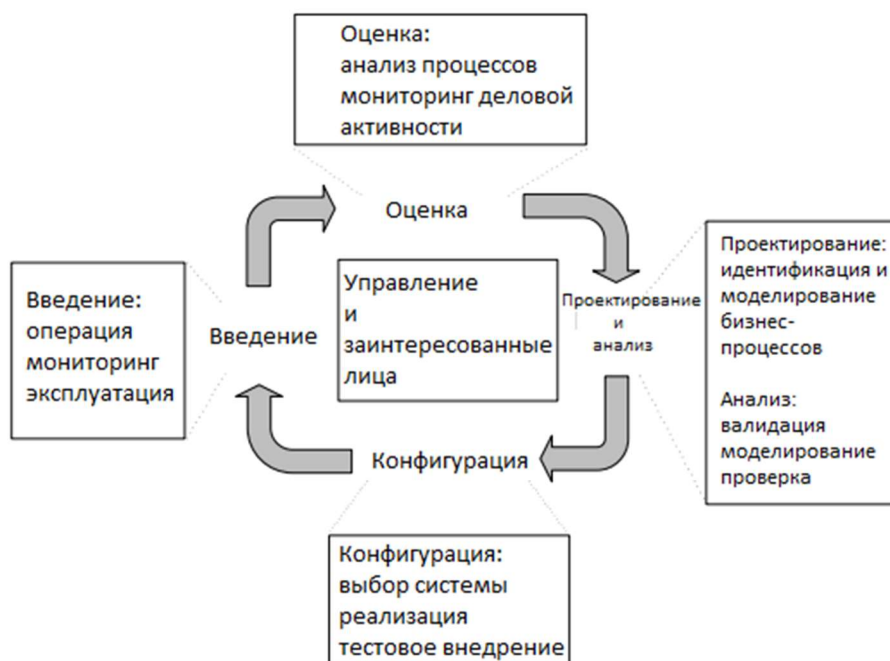 Оценка:
анализ процессов
мониторинг деловой
активности
Оценка
Проектирование:
идентификация и
моделирование
бизнес-
процессов
Анализ:
валидация
моделирование
проверка
Проектирование
и
анализ
Управление
и
заинтересованные
лица
Введение:
операция
мониторинг
эксплуатация
Введение
Конфигурация
Конфигурация:
выбор системы
реализация
тестовое внедрение